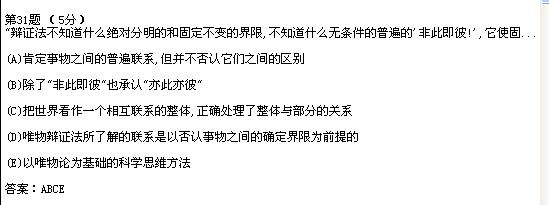 第31题 （5分）
“辩证法不知道什么绝对分明的和固定不变的界限,不知道什么无条件的普遍的’非此即彼!’,它使固...
(A)肯定事物之间的普遍联系,但并不否认它们之间的区别
(B)除了“非此即彼”也承认“亦此亦彼”
(C)把世界看作一个相互联系的整体,正确处理了整体与部分的关系
(D)唯物辩证法所了解的联系是以否认事物之间的确定界限为前提的
(E)以唯物论为基础的科学思维方法
答案：ABCE